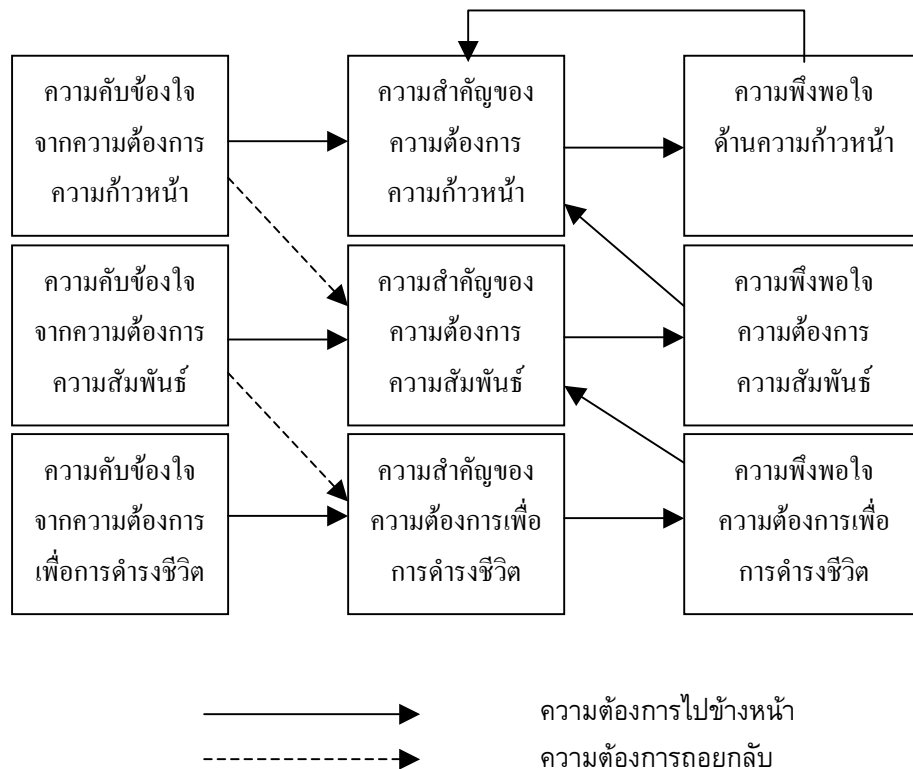 ความคับข้องใจ
จากความต้องการ
ความก้าวหน้า
ความสำคัญของ
ความต้องการ
ความก้าวหน้า
ความพึงพอใจ
ด้านความก้าวหน้า
ความคับข้องใจ
จากความต้องการ
ความสัมพันธ์
ความสำคัญของ
ความต้องการ
ความสัมพันธ์
ความพึงพอใจ
ความต้องการ
ความสัมพันธ์
ความคับข้องใจ
จากความต้องการ
เพื่อการดำรงชีวิต
ความสำคัญของ
ความต้องการเพื่อ
การดำรงชีวิต
ความพึงพอใจ
ความต้องการเพื่อ
การดำรงชีวิต
ความต้องการไปข้างหน้า
ความต้องการถอยกลับ